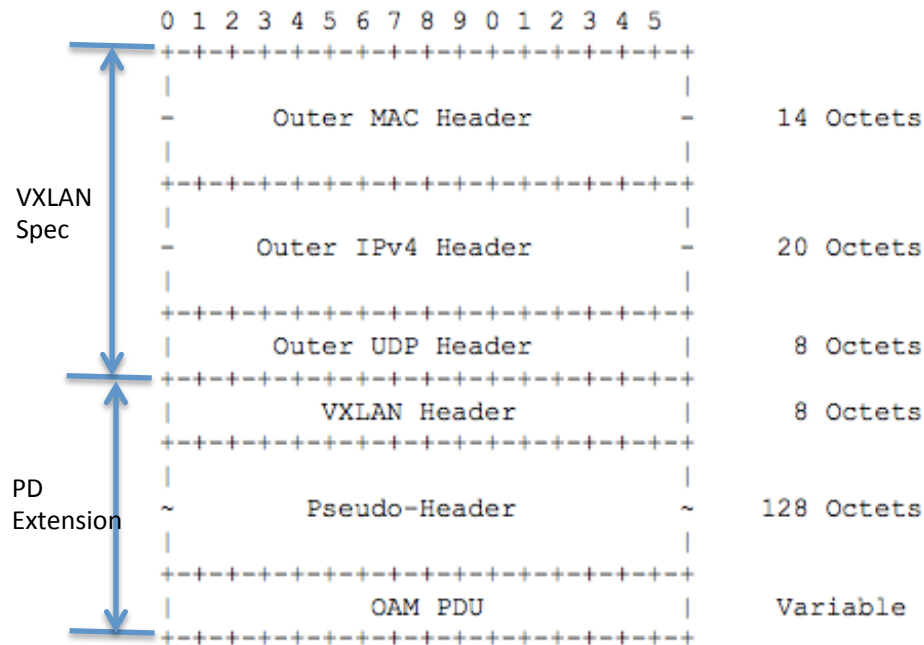 0 1 2 3 4 5 6 7 8 9 0 1 2 3 4 5
+-+-+-+-+-+-+-+-+-+-+-+-+-+-+-+-+
| |
- Outer MAC Header - 14 Octets
| |
+-+-+-+-+-+-+-+-+-+-+-+-+-+-+-+-+
VXLAN
Spec
| |
- Outer IPv4 Header - 20 Octets
| |
+-+-+-+-+-+-+-+-+-+-+-+-+-+-+-+-+
| Outer UDP Header | 8 Octets
+-+-+-+-+-+-+-+-+-+-+-+-+-+-+-+-+
| VXLAN Header | 8 Octets
+-+-+-+-+-+-+-+-+-+-+-+-+-+-+-+-+
PD
Extension
| |
~ Pseudo-Header ~ 128 Octets
| |
+-+-+-+-+-+-+-+-+-+-+-+-+-+-+-+-+
| OAM PDU | Variable
+-+-+-+-+-+-+-+-+-+-+-+-+-+-+-+-+